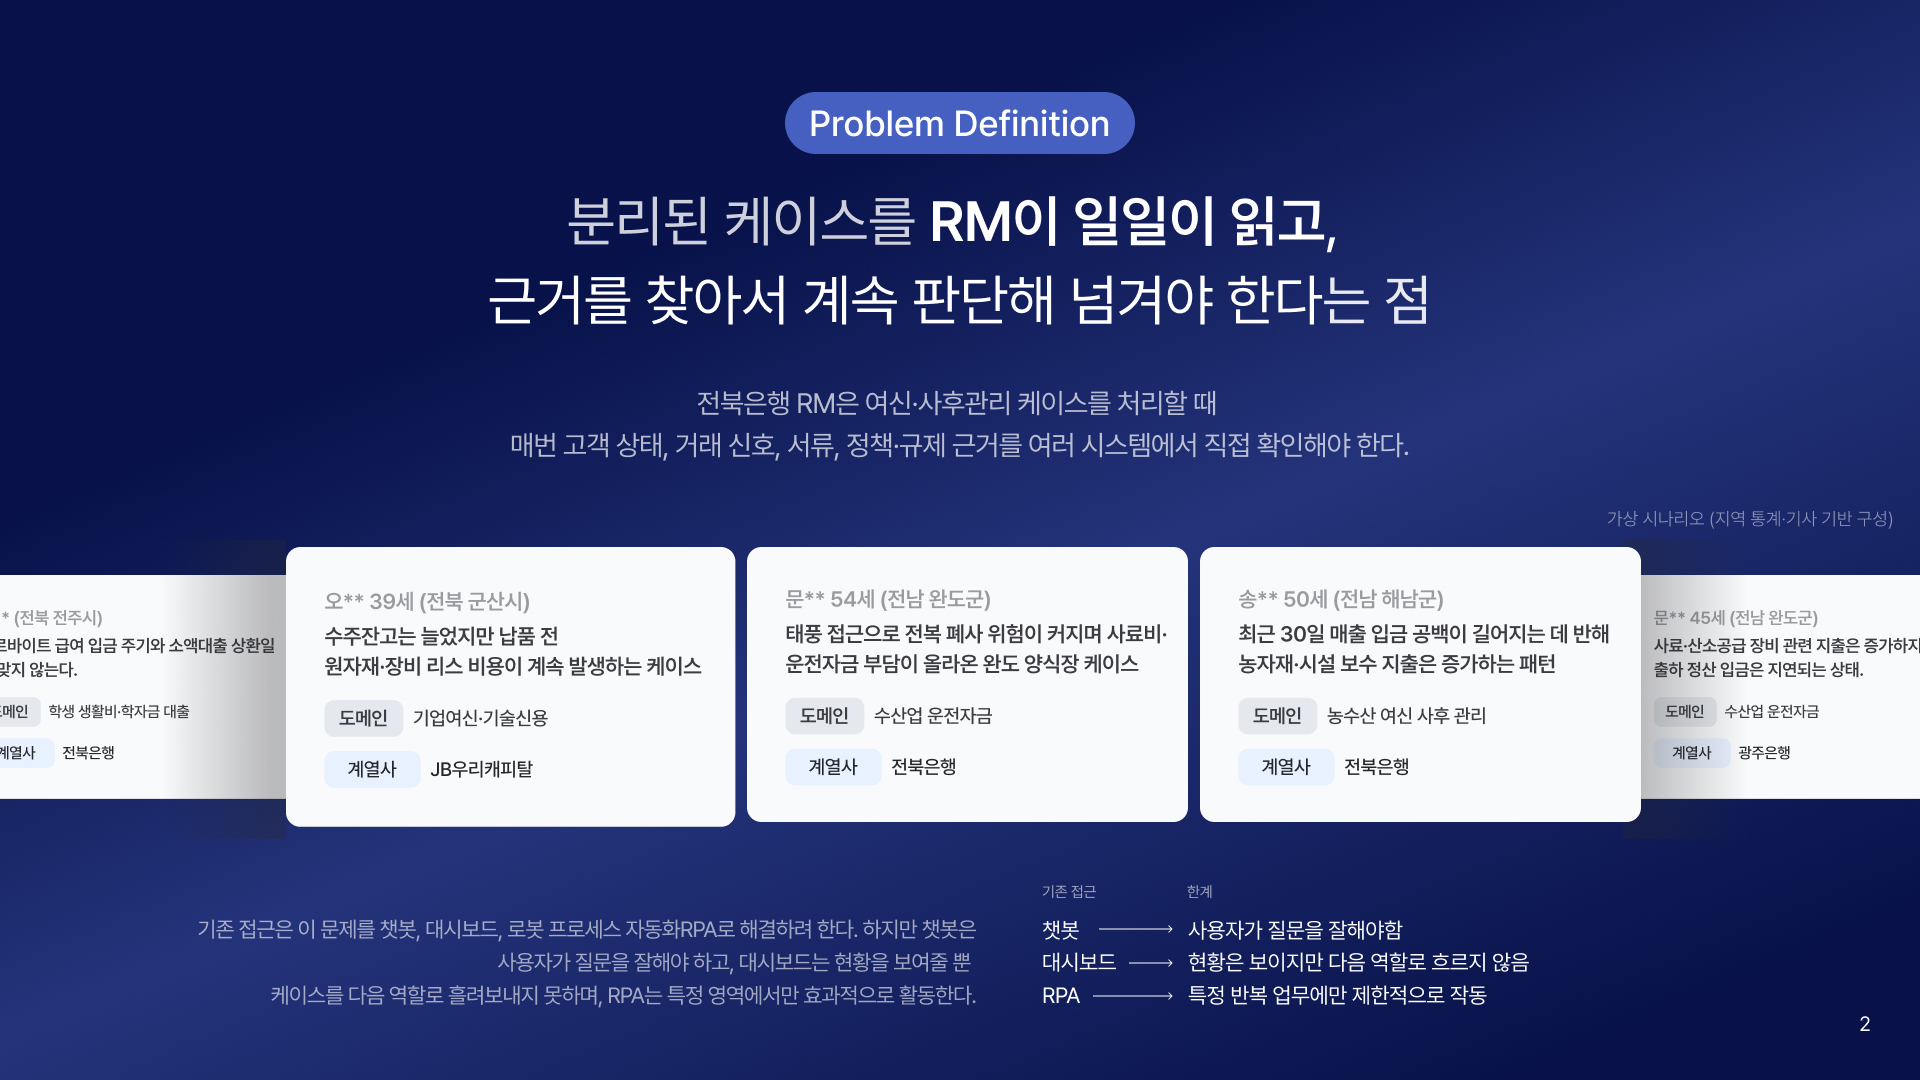 Problem Definition
분리된 케이스를 RM이 일일이 읽고,
근거를 찾아서 계속 판단해 넘겨야 한다는 점
전북은행 RM은 여신·사후관리 케이스를 처리할 때
매번 고객 상태, 거래 신호, 서류, 정책·규제 근거를 여러 시스템에서 직접 확인해야 한다.
가상 시나리오 (지역 통계·기사 기반 구성)
* (전북 전주시)
르바이트 급여 입금 주기와 소액대출 상환일
맞지 않는다.
도메인 학생 생활비·학자금 대출
계열사 전북은행
오** 39세 (전북 군산시)
수주잔고는 늘었지만 납품 전
원자재·장비 리스 비용이 계속 발생하는 케이스
도메인 기업여신·기술신용
계열사 JB우리캐피탈
문** 54세 (전남 완도군)
태풍 접근으로 전복 폐사 위험이 커지며 사료비·
운전자금 부담이 올라온 완도 양식장 케이스
도메인 수산업 운전자금
계열사 전북은행
송** 50세 (전남 해남군)
최근 30일 매출 입금 공백이 길어지는 데 반해
농자재·시설 보수 지출은 증가하는 패턴
도메인 농수산 여신 사후 관리
계열사 전북은행
문** 45세 (전남 완도군)
사료·산소공급 장비 관련 지출은 증가하지
출하 정산 입금은 지연되는 상태.
도메인 수산업 운전자금
계열사 광주은행
기존 접근은 이 문제를 챗봇, 대시보드, 로봇 프로세스 자동화RPA로 해결하려 한다. 하지만 챗봇은
사용자가 질문을 잘해야 하고, 대시보드는 현황을 보여줄 뿐
케이스를 다음 역할로 흘려보내지 못하며, RPA는 특정 영역에서만 효과적으로 활동한다.
기존 접근 한계
챗봇 → 사용자가 질문을 잘해야함
대시보드 → 현황은 보이지만 다음 역할로 흐르지 않음
RPA → 특정 반복 업무에만 제한적으로 작동
2